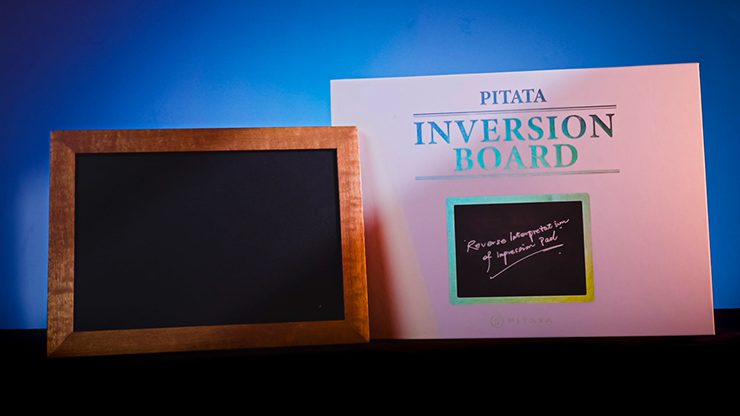 PITATA
INVERSION
BOARD
Reverse Interpretation
of Impression Pad
PITATA